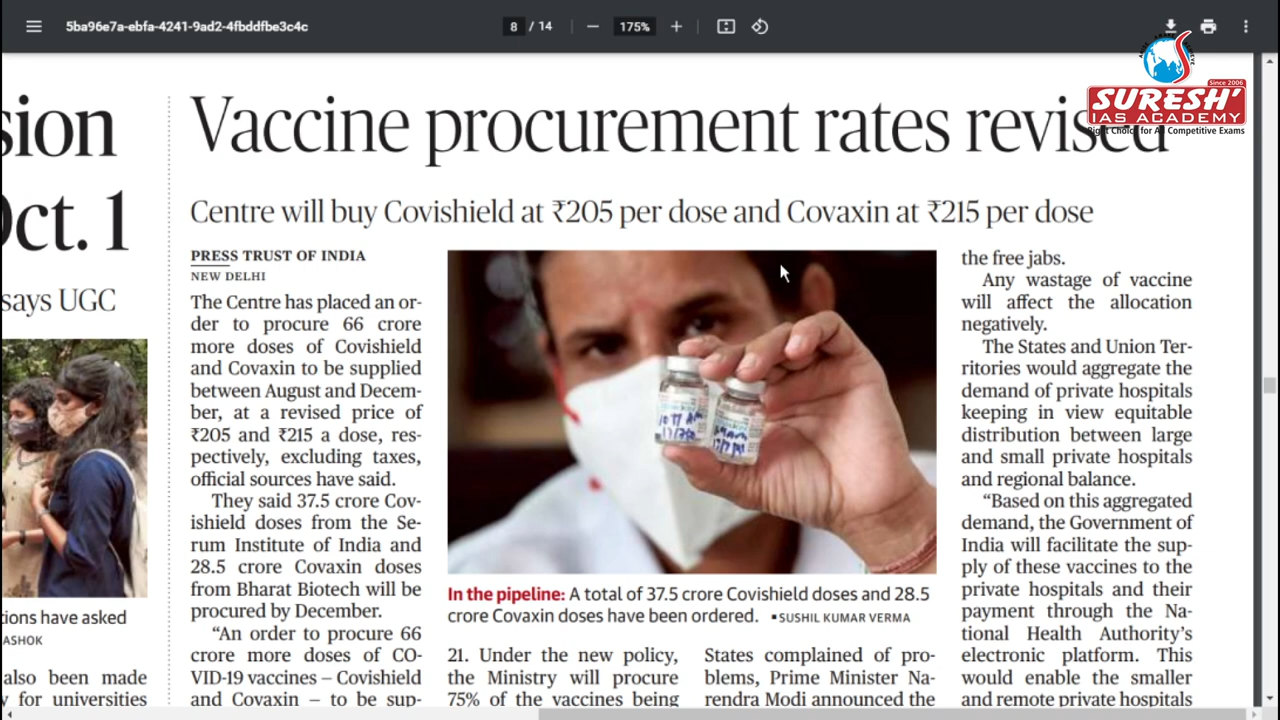 5ba96e7a-ebfa-4241-9ad2-4fbddfbe3c4c
8 / 14
175%
Since 2006
SURESH'
IAS ACADEMY
Right Choice for All Competitive Exams
sion
Oct. 1
says UGC
tions have asked
ASHOK
also been made
y for universities
Vaccine procurement rates revised
Centre will buy Covishield at ₹205 per dose and Covaxin at ₹215 per dose
PRESS TRUST OF INDIA
NEW DELHI
The Centre has placed an or-
der to procure 66 crore
more doses of Covishield
and Covaxin to be supplied
between August and Decem-
ber, at a revised price of
₹205 and ₹215 a dose, res-
pectively, excluding taxes,
official sources have said.
They said 37.5 crore Cov-
ishield doses from the Se-
rum Institute of India and
28.5 crore Covaxin doses
from Bharat Biotech will be
procured by December.
“An order to procure 66
crore more doses of CO-
VID-19 vaccines – Covishield
and Covaxin – to be sup-
In the pipeline: A total of 37.5 crore Covishield doses and 28.5
crore Covaxin doses have been ordered. ▪SUSHIL KUMAR VERMA
21. Under the new policy,
the Ministry will procure
75% of the vaccines being
States complained of pro-
blems, Prime Minister Na-
rendra Modi announced the
the free jabs.
Any wastage of vaccine
will affect the allocation
negatively.
The States and Union Ter-
ritories would aggregate the
demand of private hospitals
keeping in view equitable
distribution between large
and small private hospitals
and regional balance.
“Based on this aggregated
demand, the Government of
India will facilitate the sup-
ply of these vaccines to the
private hospitals and their
payment through the Na-
tional Health Authority’s
electronic platform. This
would enable the smaller
and remote private hospitals